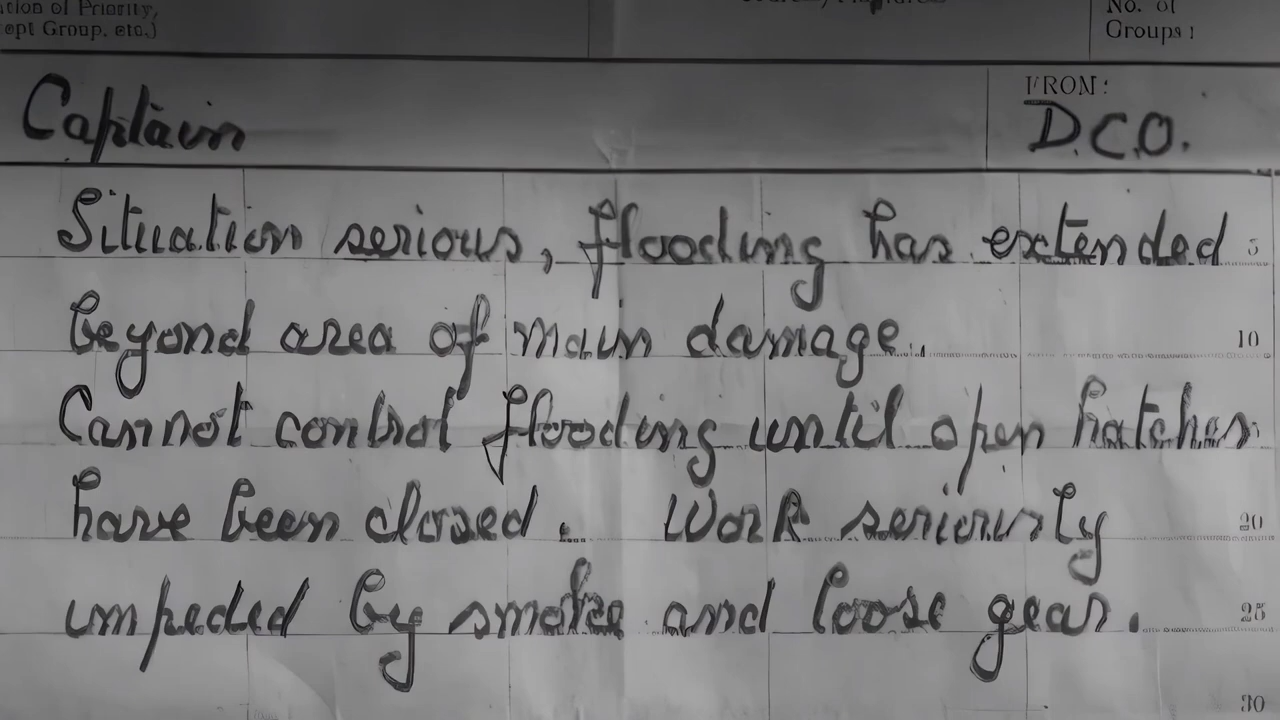 tion of Priority,
ept Group, etc.)
No. of
Groups:
Captain
FROM:
D.C.O.
Situation serious, flooding has extended 5
beyond area of main damage. 10
Cannot control flooding until open hatches
have been closed. Work seriously 20
impeded by smoke and loose gear. 25
30